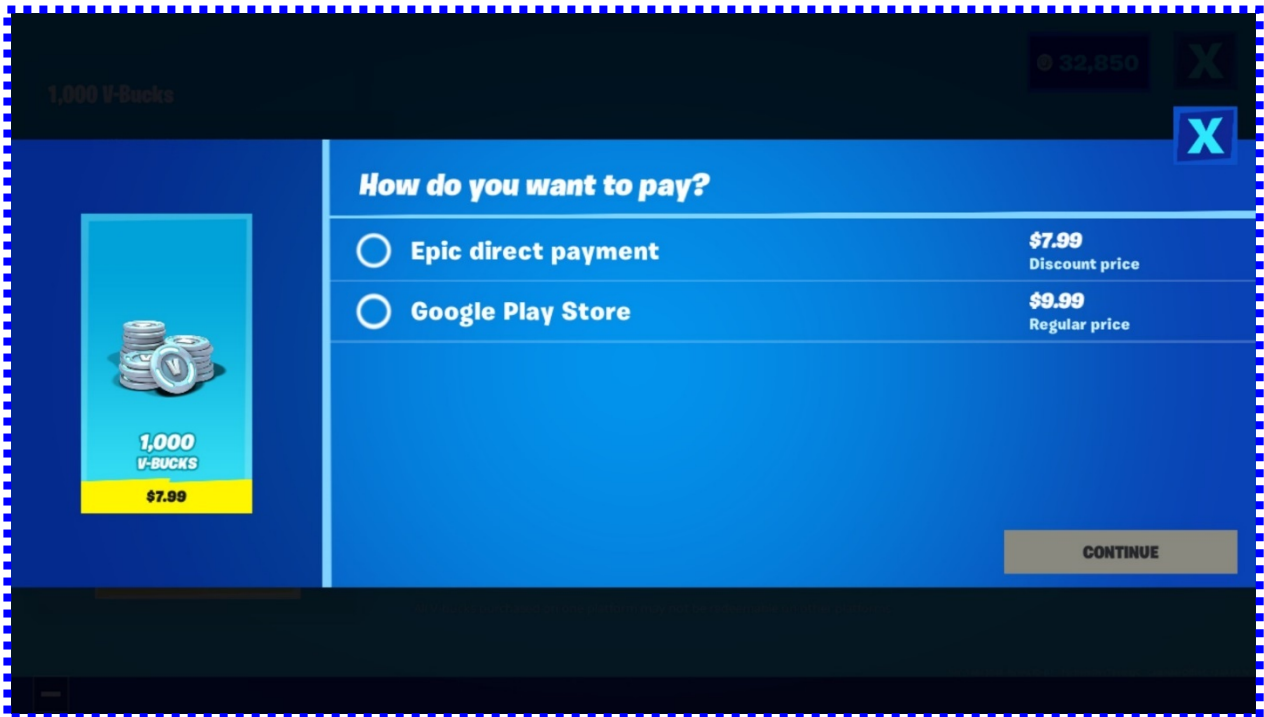 32,850
X
1,000 V-Bucks
X
How do you want to pay?
Epic direct payment
$7.99
Discount price
Google Play Store
$9.99
Regular price
V
1,000
V-BUCKS
$7.99
CONTINUE